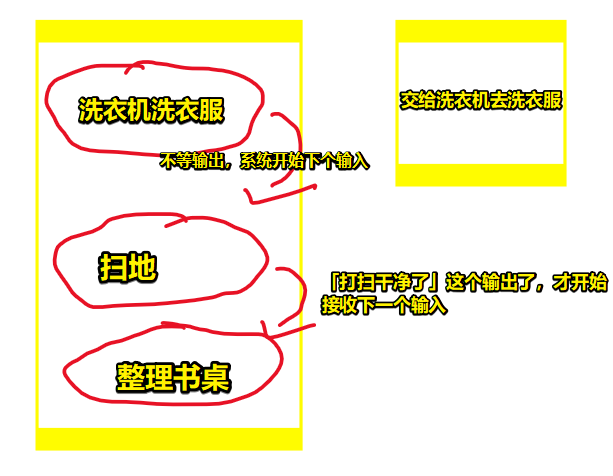 洗衣机洗衣服
交给洗衣机去洗衣服
不等输出，系统开始下个输入
扫地
「打扫干净了」这个输出了，才开始
接收下一个输入
整理书桌